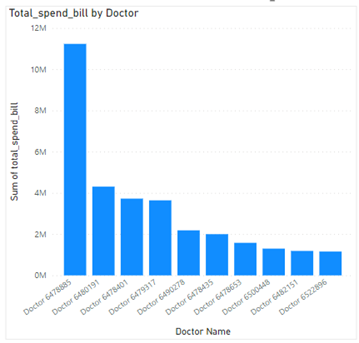 Total_spend_bill by Doctor
12M
10M
8M
6M
4M
2M
0M
Sum of total_spend_bill
Doctor 6478885
Doctor 6480191
Doctor 6478401
Doctor 6479317
Doctor 6490278
Doctor 6478435
Doctor 6478653
Doctor 6500448
Doctor 6482151
Doctor 6522896
Doctor Name